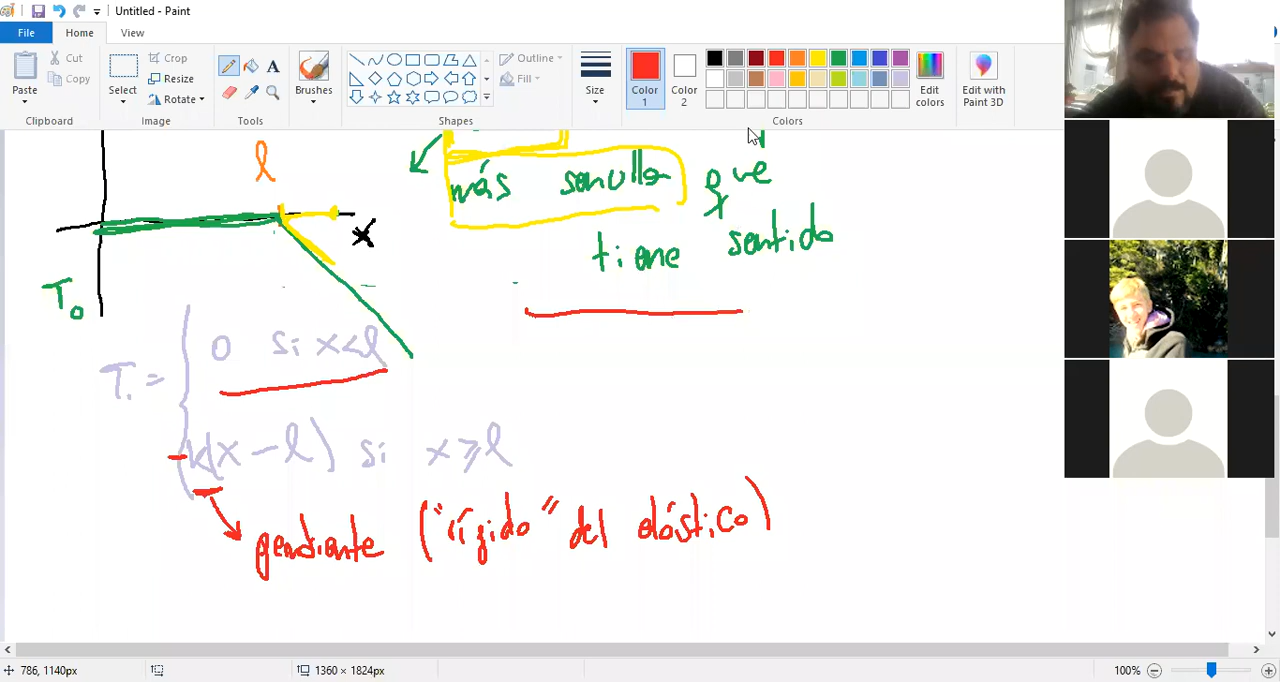 Untitled - Paint
File
Home
View
Paste
Cut
Copy
Clipboard
Select
Crop
Resize
Rotate
Image
A
Tools
Brushes
Outline
Fill
Shapes
Size
Color 1
Color 2
Edit colors
Colors
Edit with Paint 3D
l
más sencilla que
tiene sentido
x
T0
T. = { 0 si x<l
-k(x-l) si x≥l
pendiente ("rígido" del elástico)
786, 1140px
1360 × 1824px
100%